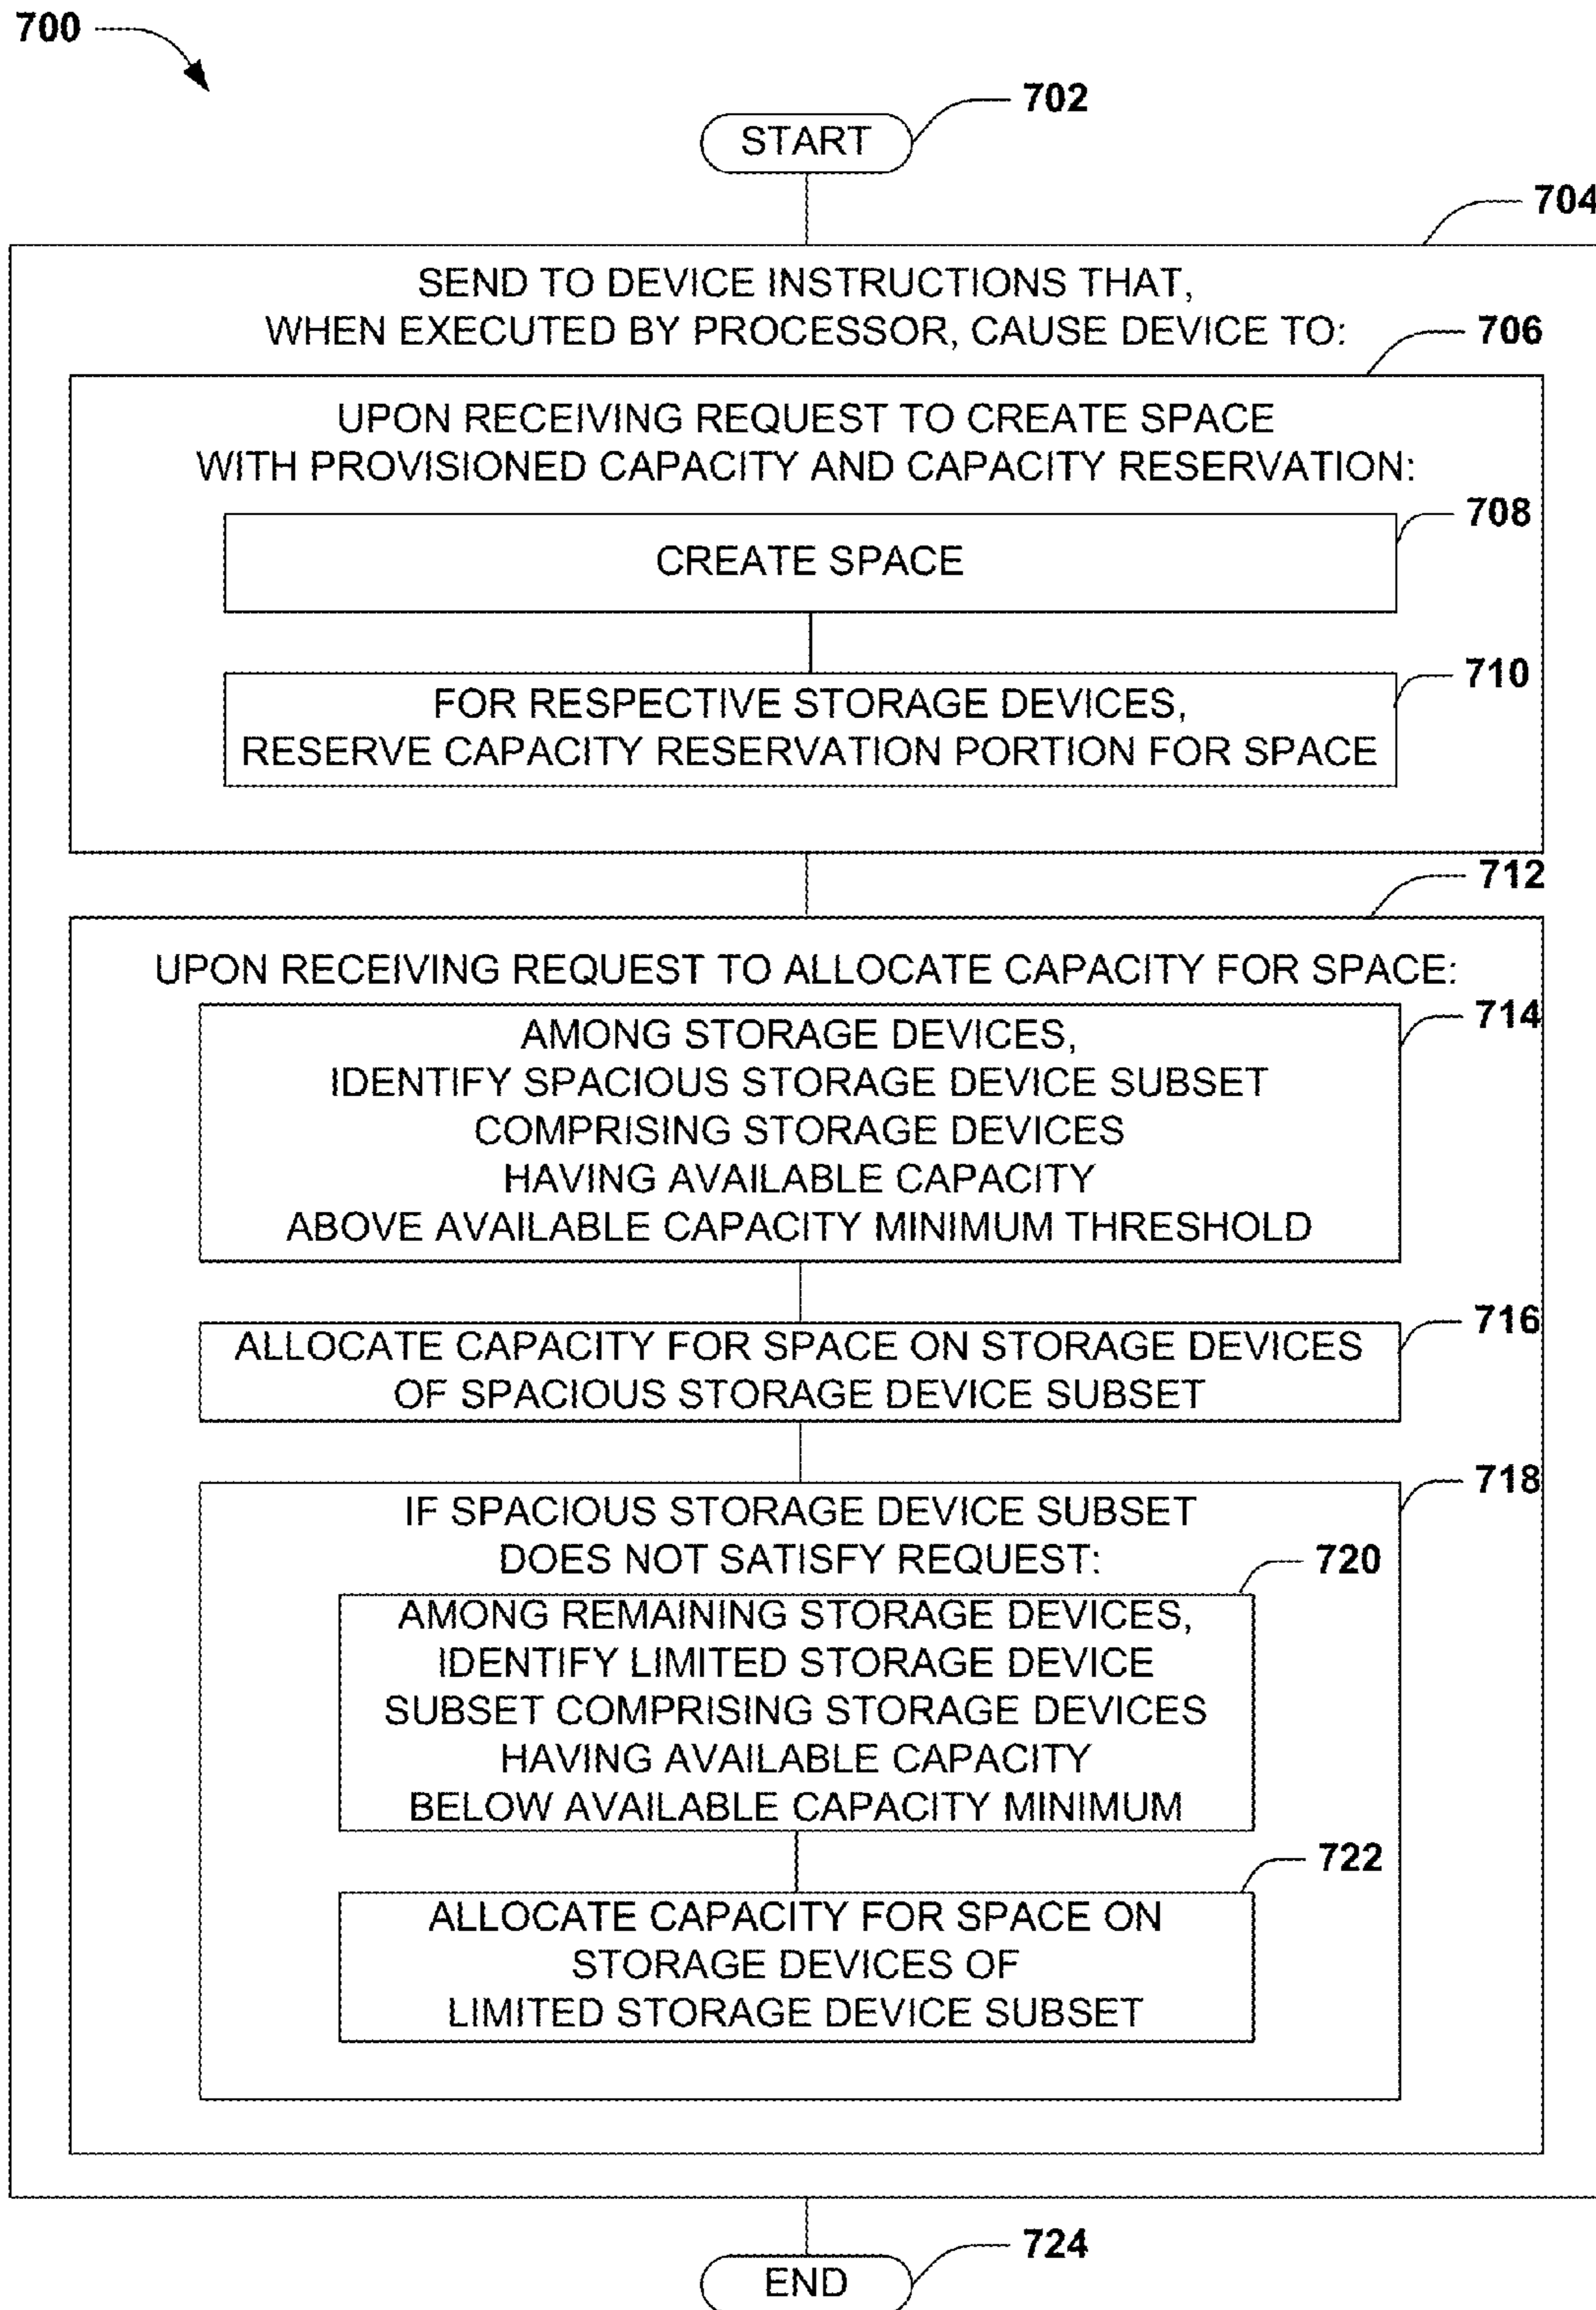 700
702
START
704
SEND TO DEVICE INSTRUCTIONS THAT,
WHEN EXECUTED BY PROCESSOR, CAUSE DEVICE TO:
706
UPON RECEIVING REQUEST TO CREATE SPACE
WITH PROVISIONED CAPACITY AND CAPACITY RESERVATION:
708
CREATE SPACE
710
FOR RESPECTIVE STORAGE DEVICES,
RESERVE CAPACITY RESERVATION PORTION FOR SPACE
712
UPON RECEIVING REQUEST TO ALLOCATE CAPACITY FOR SPACE:
714
AMONG STORAGE DEVICES,
IDENTIFY SPACIOUS STORAGE DEVICE SUBSET
COMPRISING STORAGE DEVICES
HAVING AVAILABLE CAPACITY
ABOVE AVAILABLE CAPACITY MINIMUM THRESHOLD
716
ALLOCATE CAPACITY FOR SPACE ON STORAGE DEVICES
OF SPACIOUS STORAGE DEVICE SUBSET
718
IF SPACIOUS STORAGE DEVICE SUBSET
DOES NOT SATISFY REQUEST:
720
AMONG REMAINING STORAGE DEVICES,
IDENTIFY LIMITED STORAGE DEVICE
SUBSET COMPRISING STORAGE DEVICES
HAVING AVAILABLE CAPACITY
BELOW AVAILABLE CAPACITY MINIMUM
722
ALLOCATE CAPACITY FOR SPACE ON
STORAGE DEVICES OF
LIMITED STORAGE DEVICE SUBSET
724
END